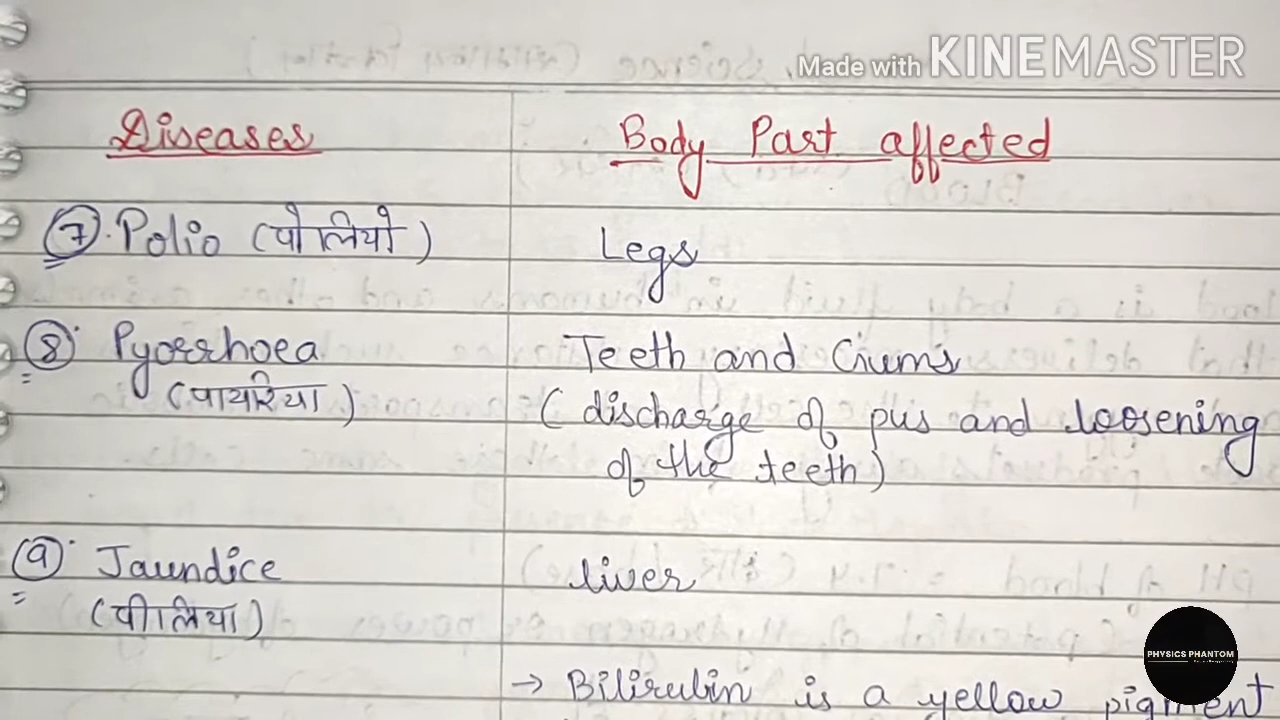 Made with KINEMASTER
Diseases Body Part affected
7. Polio (पोलियो) Legs
8. Pyorrhoea Teeth and Gums
(पायरिया) (discharge of pus and loosening
of the teeth)
9. Jaundice liver
(पीलिया)
→ Bilirubin is a yellow pigment
PHYSICS PHANTOM